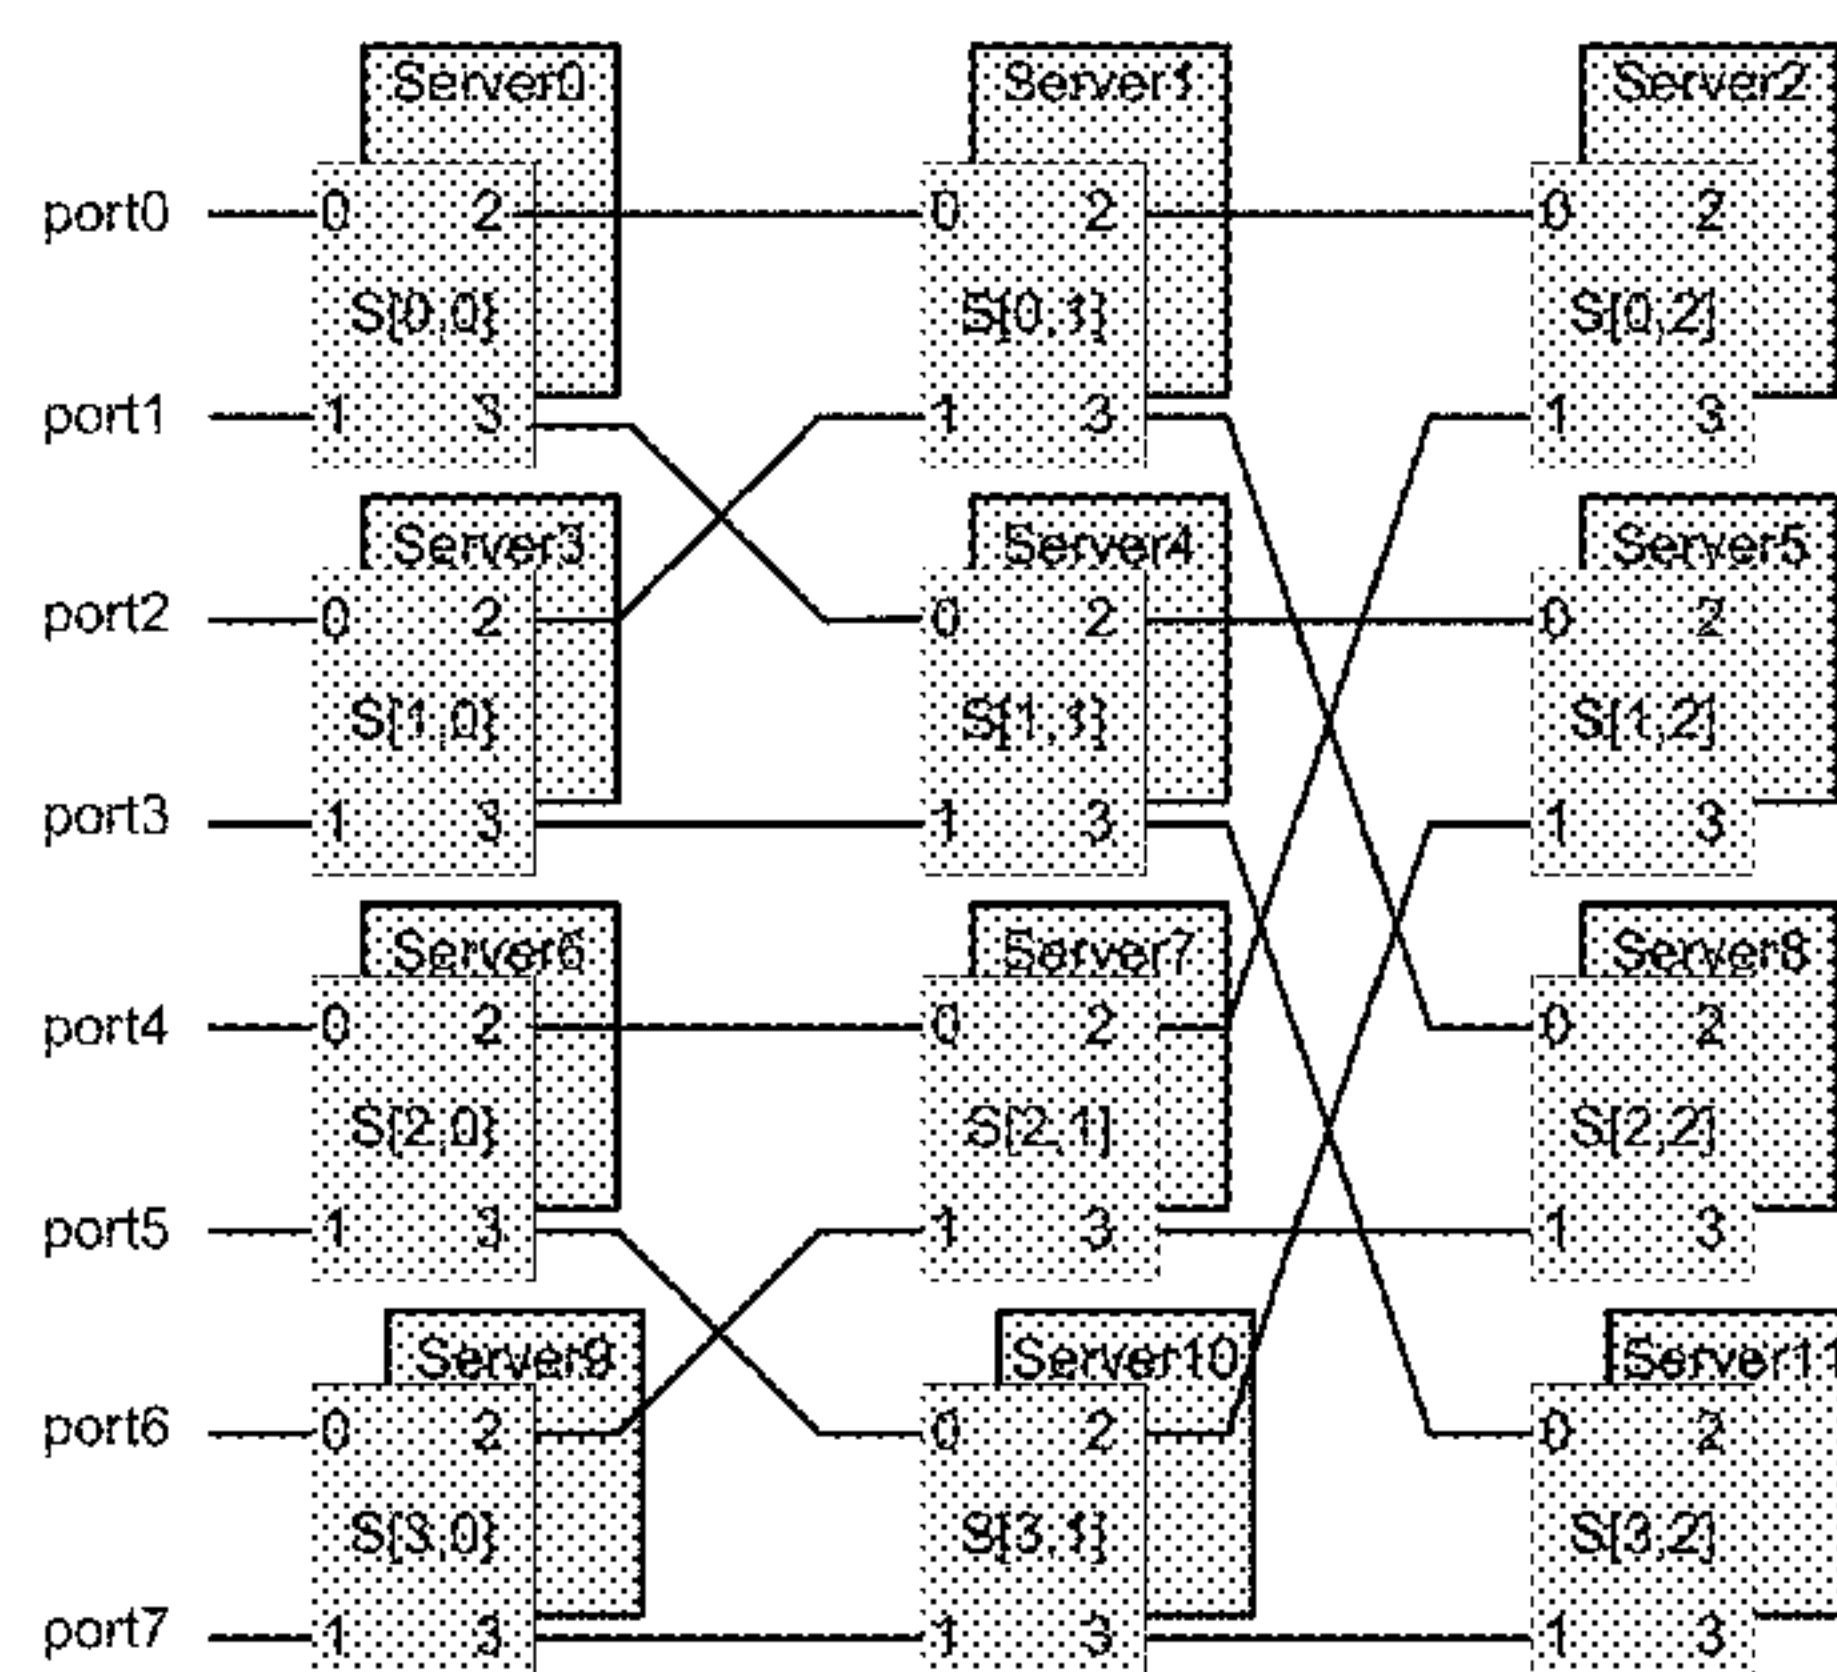 Server0 Server1 Server2
port0 0 2 0 2 0 2
S[0,0] S[0,1] S[0,2]
port1 1 3 1 3 1 3
Server3 Server4 Server5
port2 0 2 0 2 0 2
S[1,0] S[1,1] S[1,2]
port3 1 3 1 3 1 3
Server6 Server7 Server8
port4 0 2 0 2 0 2
S[2,0] S[2,1] S[2,2]
port5 1 3 1 3 1 3
Server9 Server10 Server11
port6 0 2 0 2 0 2
S[3,0] S[3,1] S[3,2]
port7 1 3 1 3 1 3